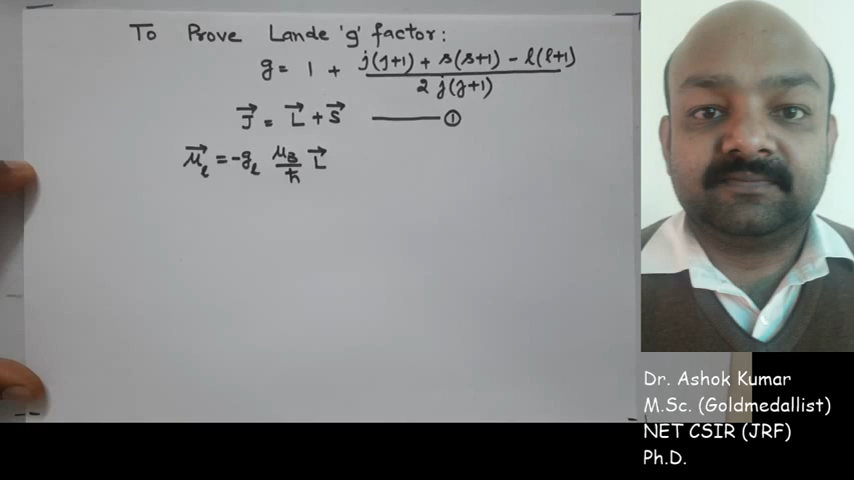 To Prove Lande 'g' factor:
g = 1 + j(j+1) + s(s+1) - l(l+1) / 2 j(j+1)
J⃗ = L⃗ + S⃗ ——— ①
μ⃗ₗ = -gₗ μ_B/ħ L⃗
Dr. Ashok Kumar
M.Sc. (Goldmedallist)
NET CSIR (JRF)
Ph.D.